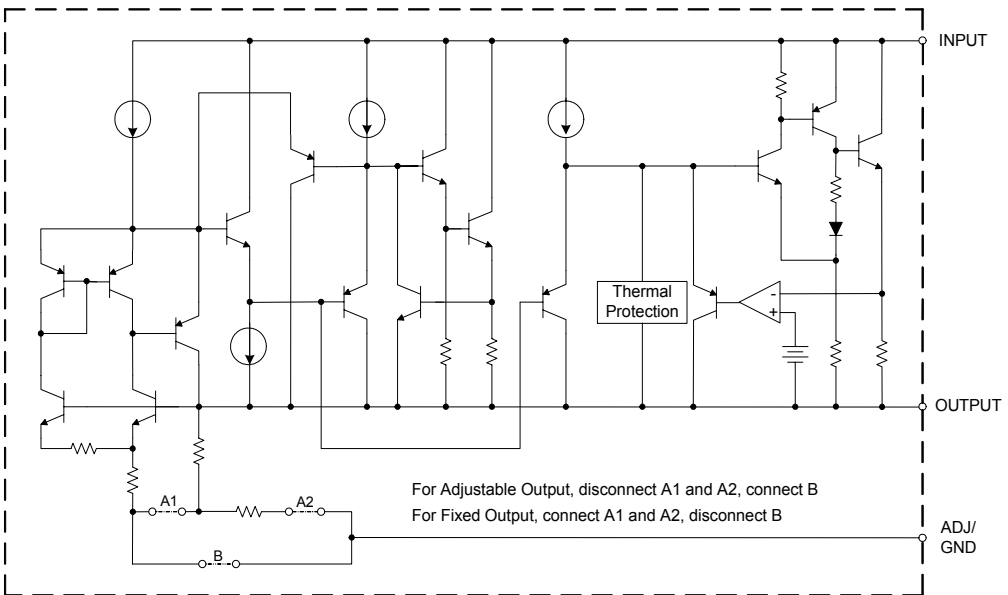 INPUT
Thermal
Protection
-
+
OUTPUT
A1
A2
B
For Adjustable Output, disconnect A1 and A2, connect B
For Fixed Output, connect A1 and A2, disconnect B
ADJ/
GND